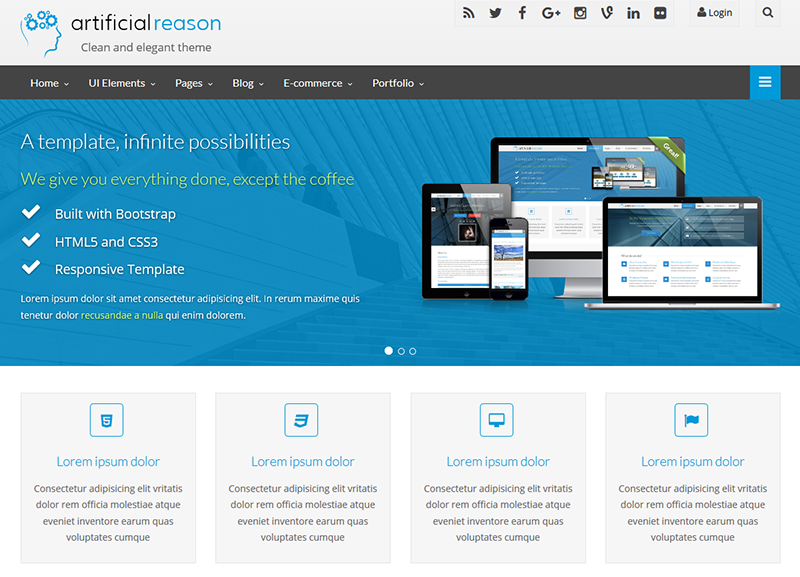 artificial reason
Clean and elegant theme
Login
Home
UI Elements
Pages
Blog
E-commerce
Portfolio
A template, infinite possibilities
We give you everything done, except the coffee
Built with Bootstrap
HTML5 and CSS3
Responsive Template
Lorem ipsum dolor sit amet consectetur adipisicing elit. In rerum maxime quis
tenetur dolor recusandae a nulla qui enim dolorem.
Great!
Lorem ipsum dolor
Consectetur adipisicing elit vritatis
dolor rem officia molestiae atque
eveniet inventore earum quas
voluptates cumque
Lorem ipsum dolor
Consectetur adipisicing elit vritatis
dolor rem officia molestiae atque
eveniet inventore earum quas
voluptates cumque
Lorem ipsum dolor
Consectetur adipisicing elit vritatis
dolor rem officia molestiae atque
eveniet inventore earum quas
voluptates cumque
Lorem ipsum dolor
Consectetur adipisicing elit vritatis
dolor rem officia molestiae atque
eveniet inventore earum quas
voluptates cumque